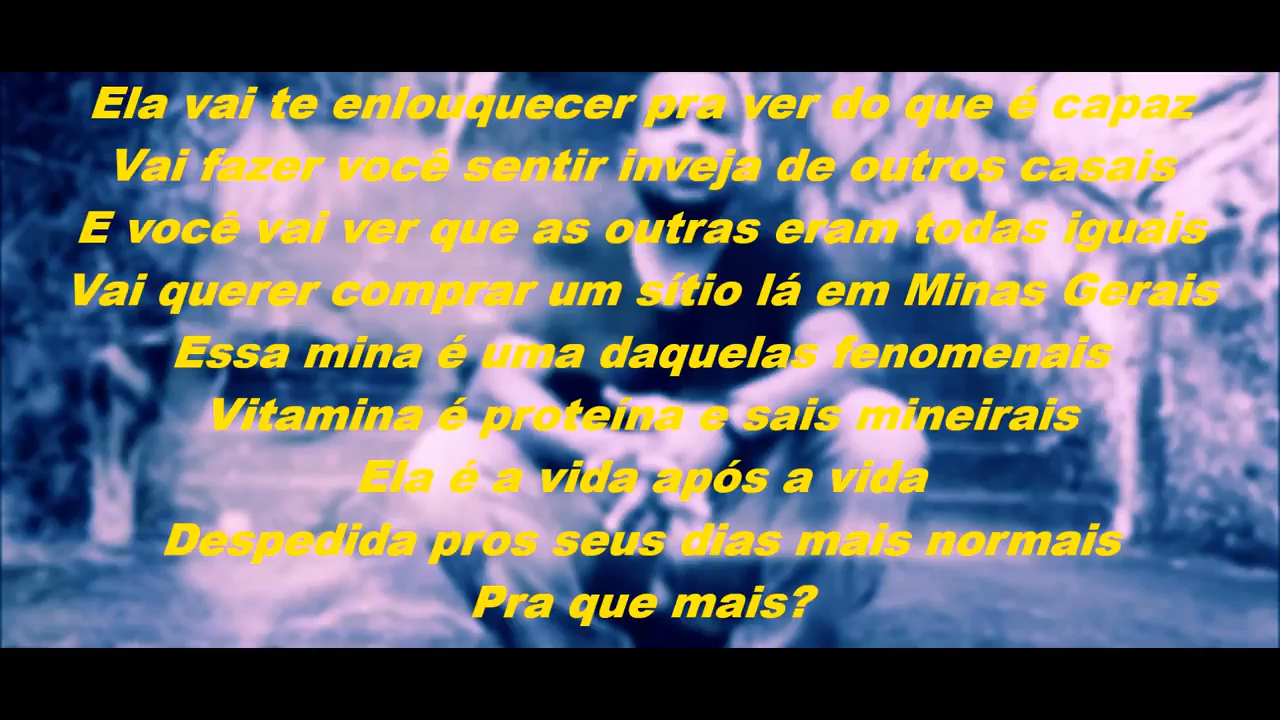 Ela vai te enlouquecer pra ver do que é capaz
Vai fazer você sentir inveja de outros casais
E você vai ver que as outras eram todas iguais
Vai querer comprar um sítio lá em Minas Gerais
Essa mina é uma daquelas fenomenais
Vitamina é proteína e sais mineirais
Ela é a vida após a vida
Despedida pros seus dias mais normais
Pra que mais?